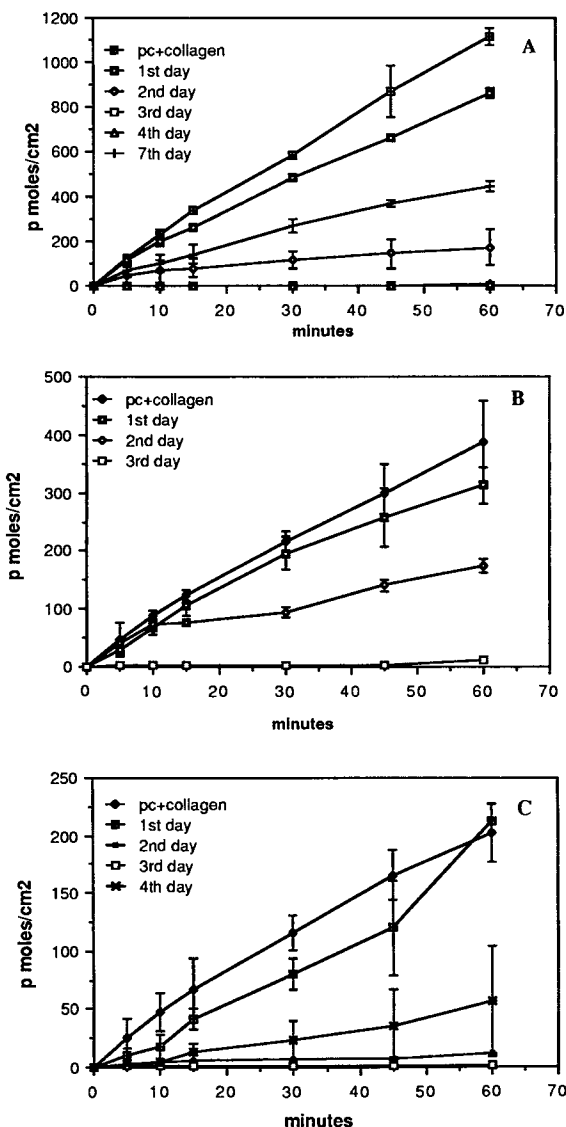 A
1200
1000
800
600
400
200
0
p moles/cm2
pc+collagen
1st day
2nd day
3rd day
4th day
7th day
0 10 20 30 40 50 60 70
minutes
B
500
400
300
200
100
0
p moles/cm2
pc+collagen
1st day
2nd day
3rd day
0 10 20 30 40 50 60 70
minutes
C
250
200
150
100
50
0
p moles/cm2
pc+collagen
1st day
2nd day
3rd day
4th day
0 10 20 30 40 50 60 70
minutes